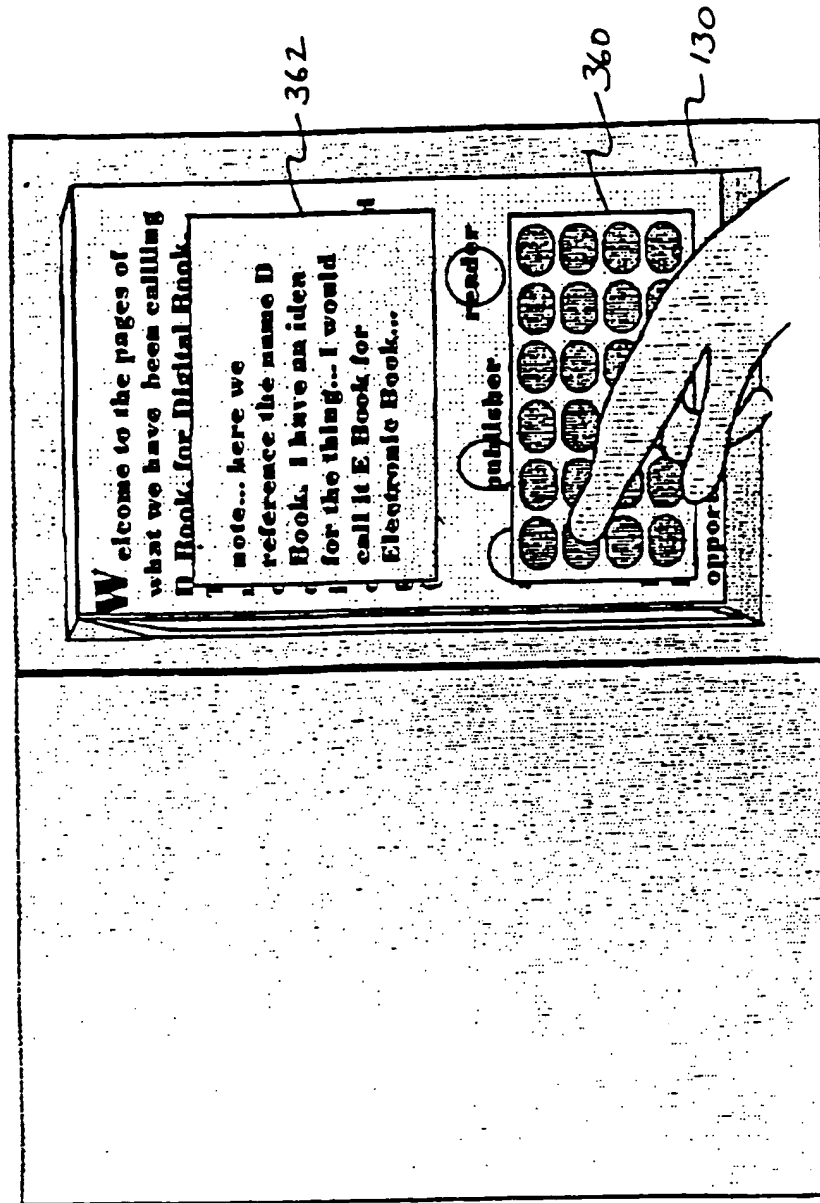 Welcome to the pages of
what we have been callling
D Book, for Digital Book.
note... here we
reference the name D
Book. I have an iden
for the thing... I would
call it E Book for
Electronic Book...
publisher
reader
oppor
362
360
130